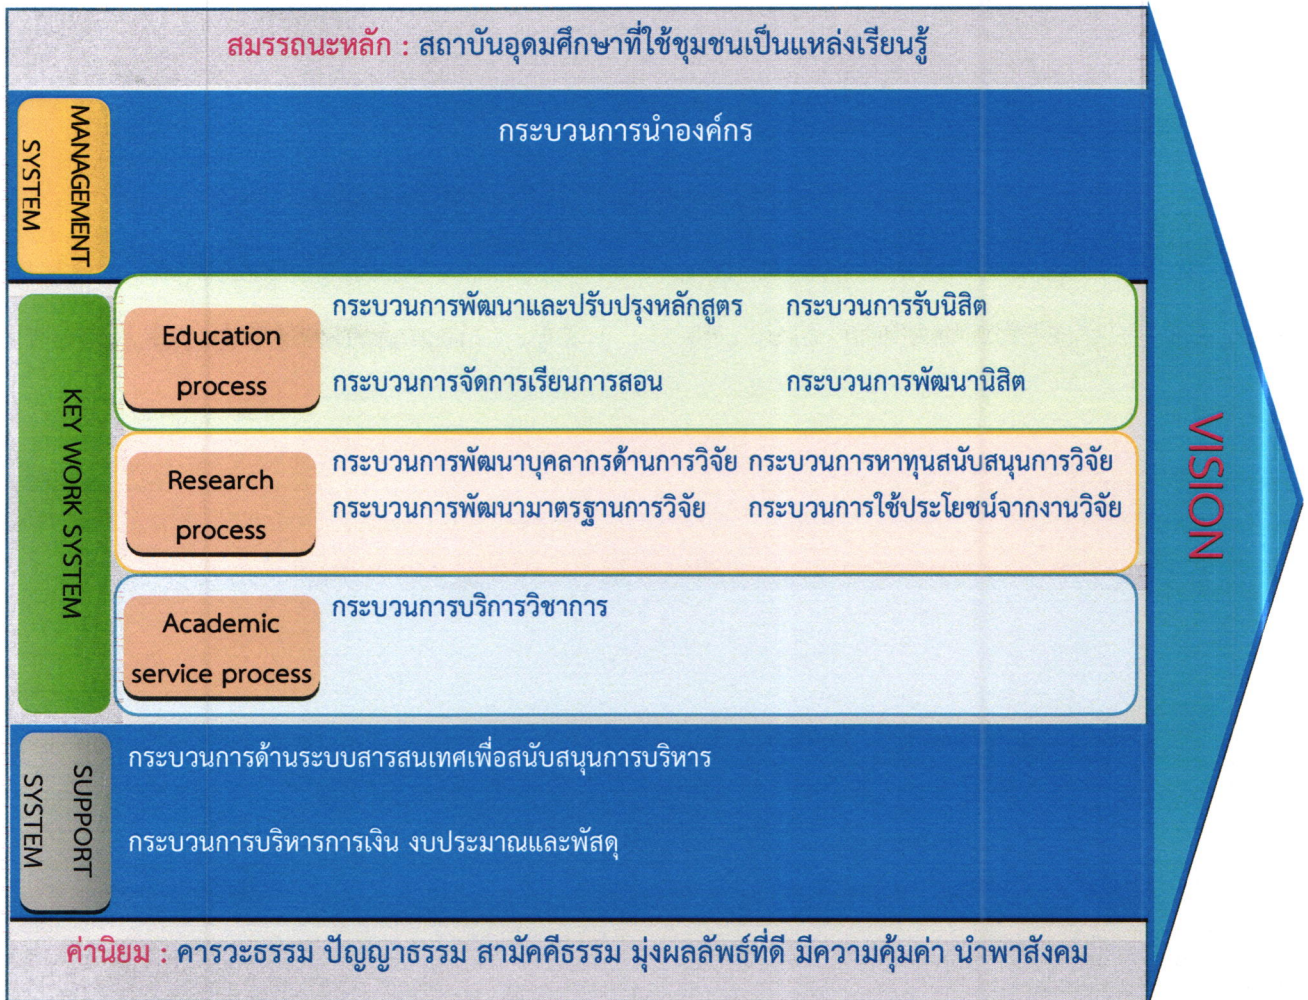 สมรรถนะหลัก : สถาบันอุดมศึกษาที่ใช้ชุมชนเป็นแหล่งเรียนรู้
MANAGEMENT
SYSTEM
กระบวนการนำองค์กร
KEY WORK SYSTEM
Education
process
กระบวนการพัฒนาและปรับปรุงหลักสูตร กระบวนการรับนิสิต
กระบวนการจัดการเรียนการสอน กระบวนการพัฒนานิสิต
Research
process
กระบวนการพัฒนาบุคลากรด้านการวิจัย กระบวนการหาทุนสนับสนุนการวิจัย
กระบวนการพัฒนามาตรฐานการวิจัย กระบวนการใช้ประโยชน์จากงานวิจัย
Academic
service process
กระบวนการบริการวิชาการ
SUPPORT
SYSTEM
กระบวนการด้านระบบสารสนเทศเพื่อสนับสนุนการบริหาร
กระบวนการบริหารการเงิน งบประมาณและพัสดุ
ค่านิยม : คารวะธรรม ปัญญาธรรม สามัคคีธรรม มุ่งผลลัพธ์ที่ดี มีความคุ้มค่า นำพาสังคม
VISION